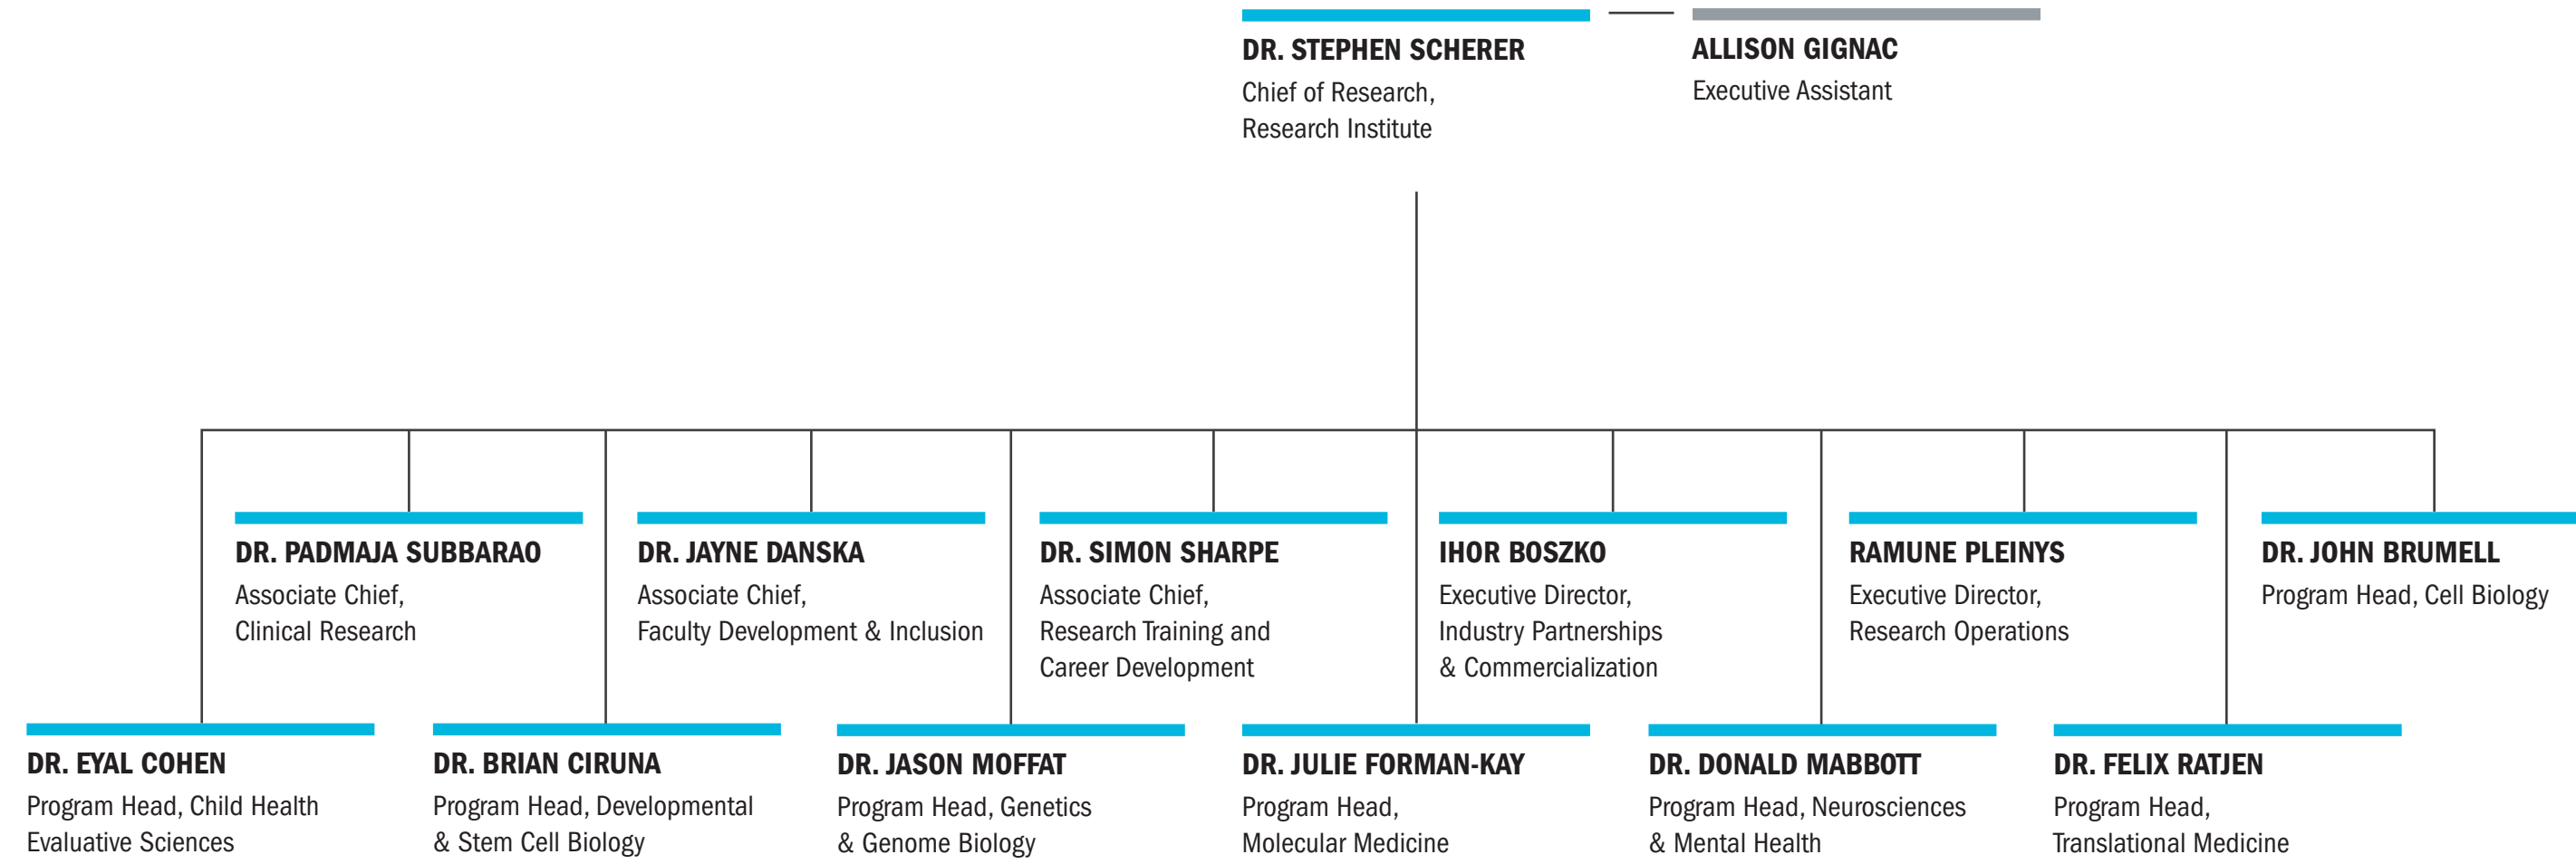 DR. STEPHEN SCHERER
Chief of Research,
Research Institute
ALLISON GIGNAC
Executive Assistant
DR. PADMAJA SUBBARAO
Associate Chief,
Clinical Research
DR. JAYNE DANSKA
Associate Chief,
Faculty Development & Inclusion
DR. SIMON SHARPE
Associate Chief,
Research Training and
Career Development
IHOR BOSZKO
Executive Director,
Industry Partnerships
& Commercialization
RAMUNE PLEINYS
Executive Director,
Research Operations
DR. JOHN BRUMELL
Program Head, Cell Biology
DR. EYAL COHEN
Program Head, Child Health
Evaluative Sciences
DR. BRIAN CIRUNA
Program Head, Developmental
& Stem Cell Biology
DR. JASON MOFFAT
Program Head, Genetics
& Genome Biology
DR. JULIE FORMAN-KAY
Program Head,
Molecular Medicine
DR. DONALD MABBOTT
Program Head, Neurosciences
& Mental Health
DR. FELIX RATJEN
Program Head,
Translational Medicine